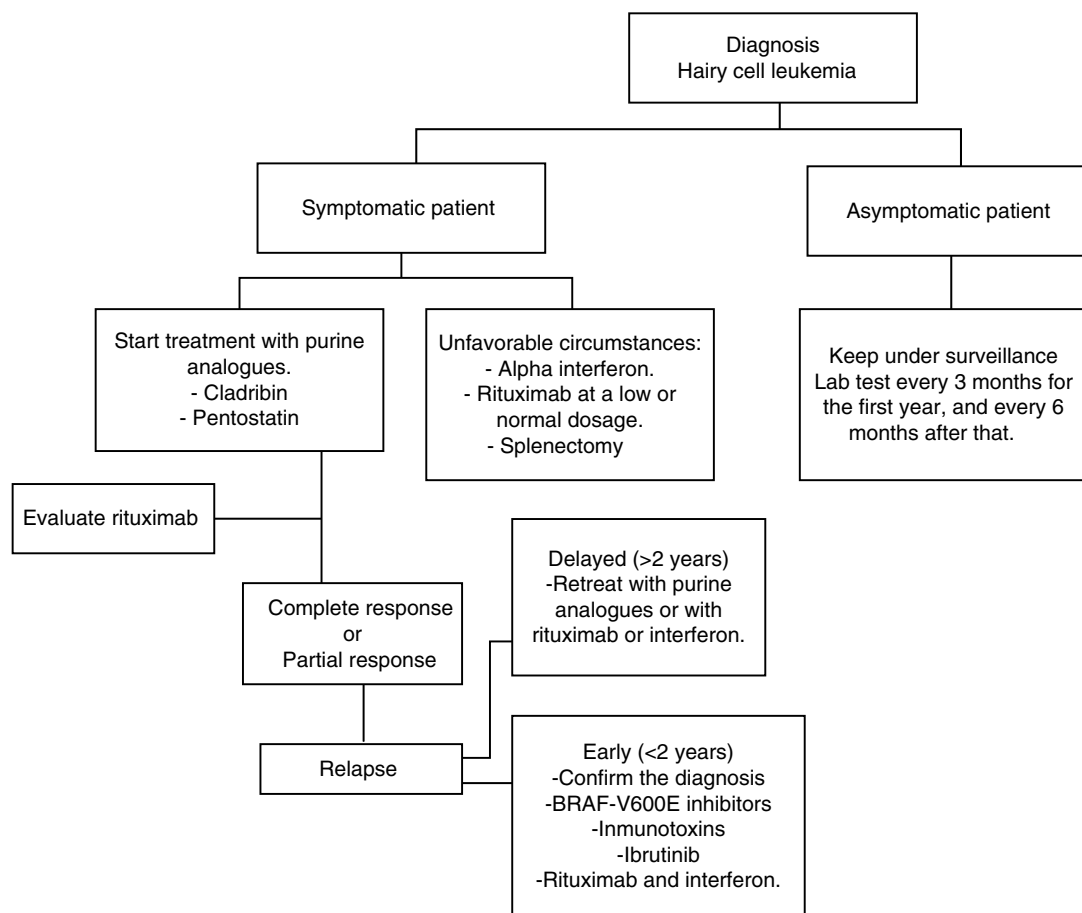 Diagnosis
Hairy cell leukemia
Symptomatic patient
Asymptomatic patient
Start treatment with purine
analogues.
- Cladribin
- Pentostatin
Unfavorable circumstances:
- Alpha interferon.
- Rituximab at a low or
normal dosage.
- Splenectomy
Keep under surveillance
Lab test every 3 months for
the first year, and every 6
months after that.
Evaluate rituximab
Complete response
or
Partial response
Delayed (>2 years)
-Retreat with purine
analogues or with
rituximab or interferon.
Relapse
Early (<2 years)
-Confirm the diagnosis
-BRAF-V600E inhibitors
-Inmunotoxins
-Ibrutinib
-Rituximab and interferon.